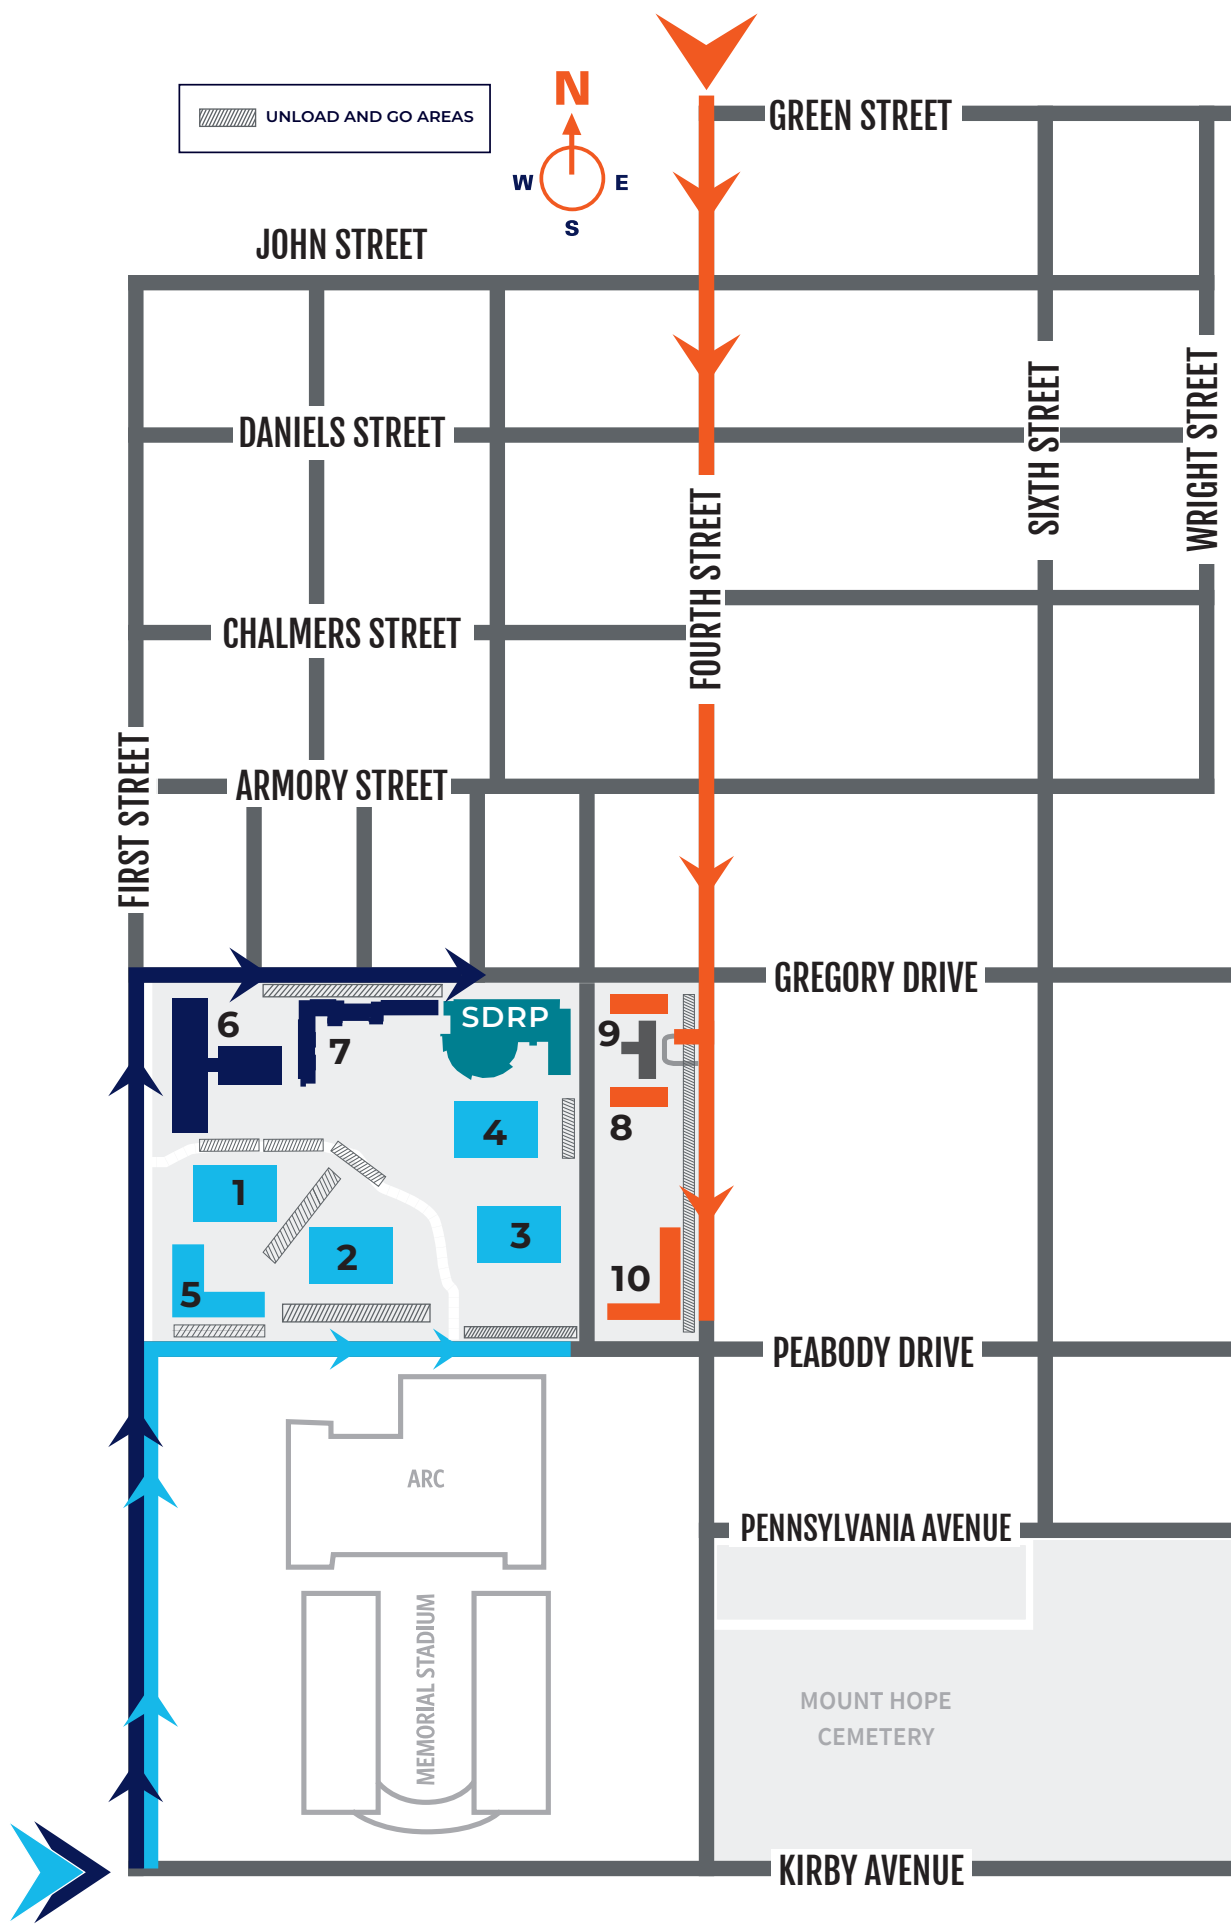 N
GREEN STREET
UNLOAD AND GO AREAS
W
E
S
JOHN STREET
DANIELS STREET
SIXTH STREET
WRIGHT STREET
FOURTH STREET
CHALMERS STREET
ARMORY STREET
FIRST STREET
GREGORY DRIVE
6
7
SDRP
9
8
4
1
2
3
5
10
PEABODY DRIVE
ARC
PENNSYLVANIA AVENUE
MEMORIAL STADIUM
MOUNT HOPE
CEMETERY
KIRBY AVENUE